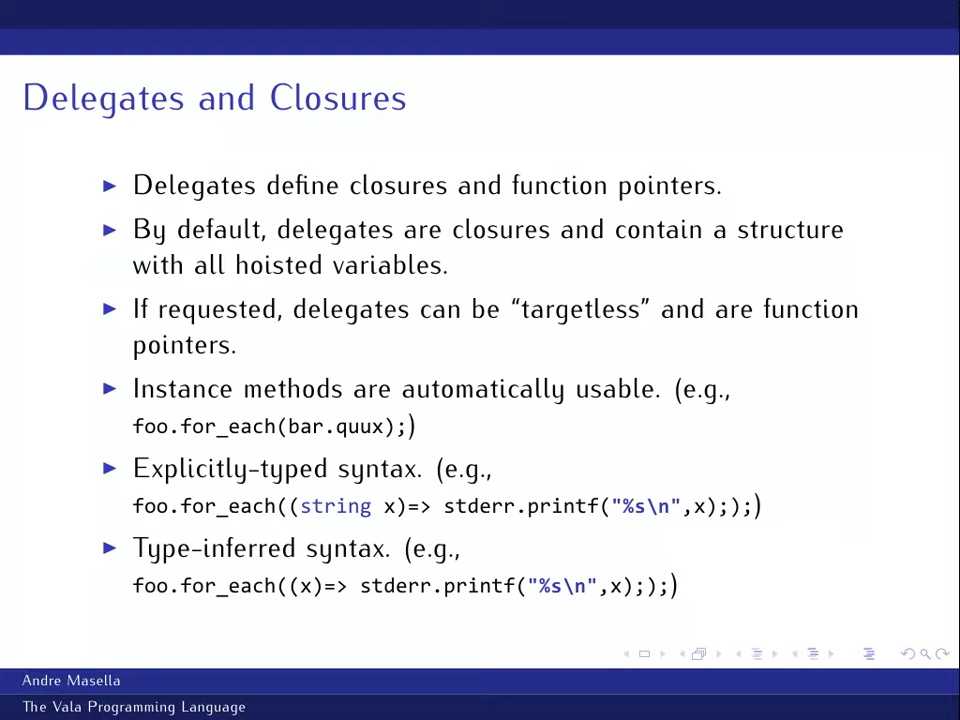 Delegates and Closures
Delegates define closures and function pointers.
By default, delegates are closures and contain a structure
with all hoisted variables.
If requested, delegates can be “targetless” and are function
pointers.
Instance methods are automatically usable. (e.g.,
foo.for_each(bar.quux);)
Explicitly-typed syntax. (e.g.,
foo.for_each((string x)=> stderr.printf("%s\n",x););)
Type-inferred syntax. (e.g.,
foo.for_each((x)=> stderr.printf("%s\n",x););)
Andre Masella
The Vala Programming Language